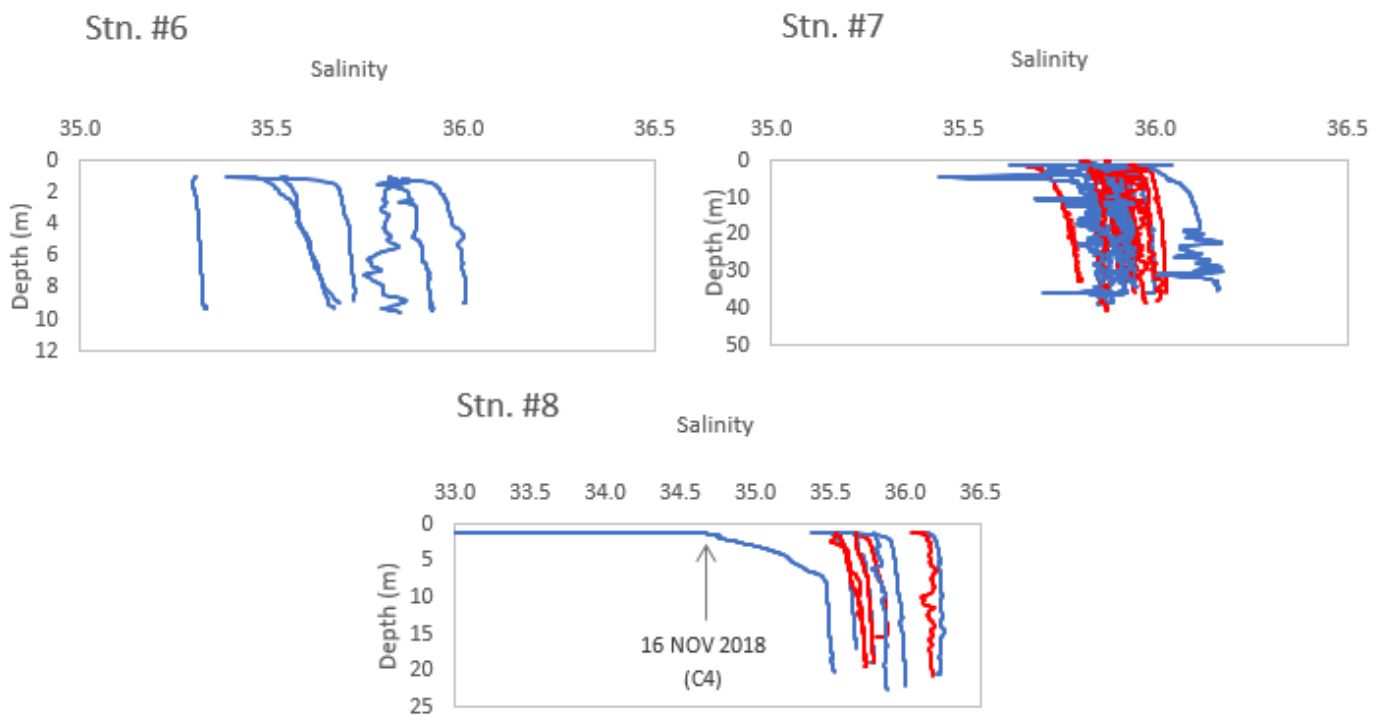 Stn. #6
Salinity
35.0 35.5 36.0 36.5
0
2
4
6
8
10
12
Depth (m)
Stn. #7
Salinity
35.0 35.5 36.0 36.5
0
10
20
30
40
50
Depth (m)
Stn. #8
Salinity
33.0 33.5 34.0 34.5 35.0 35.5 36.0 36.5
0
5
10
15
20
25
Depth (m)
16 NOV 2018
(C4)